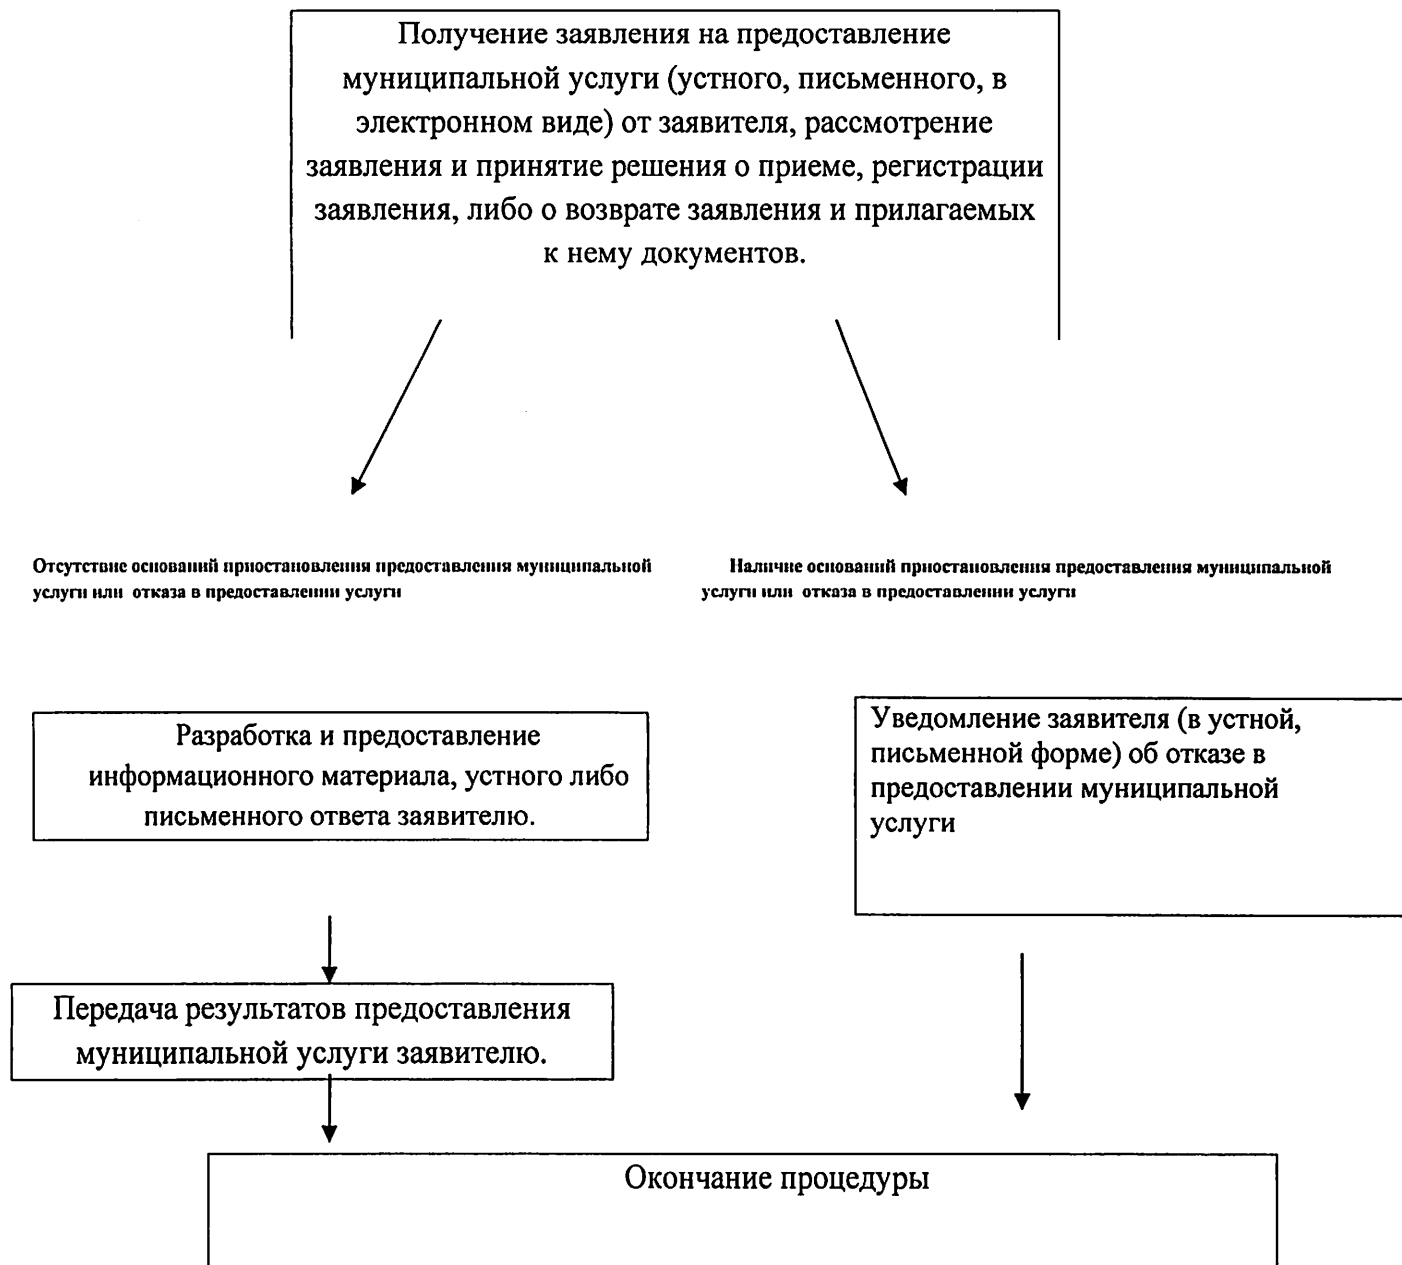 Получение заявления на предоставление
муниципальной услуги (устного, письменного, в
электронном виде) от заявителя, рассмотрение
заявления и принятие решения о приеме, регистрации
заявления, либо о возврате заявления и прилагаемых
к нему документов.
Отсутствие оснований приостановления предоставления муниципальной
услуги или отказа в предоставлении услуги
Наличие оснований приостановления предоставления муниципальной
услуги или отказа в предоставлении услуги
Разработка и предоставление
информационного материала, устного либо
письменного ответа заявителю.
Уведомление заявителя (в устной,
письменной форме) об отказе в
предоставлении муниципальной
услуги
Передача результатов предоставления
муниципальной услуги заявителю.
Окончание процедуры